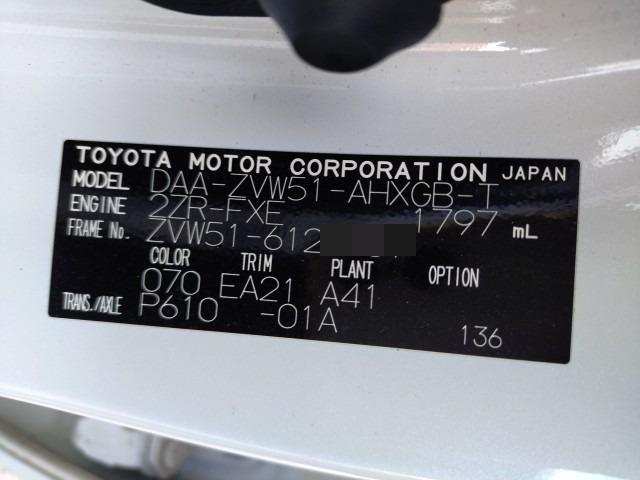 TOYOTA MOTOR CORPORATION JAPAN
MODEL DAA-ZVW51-AHXGB-T
ENGINE 2ZR-FXE 1797 mL
FRAME No. ZVW51-612
COLOR TRIM PLANT OPTION
070 EA21 A41
TRANS./AXLE P610 -01A
136